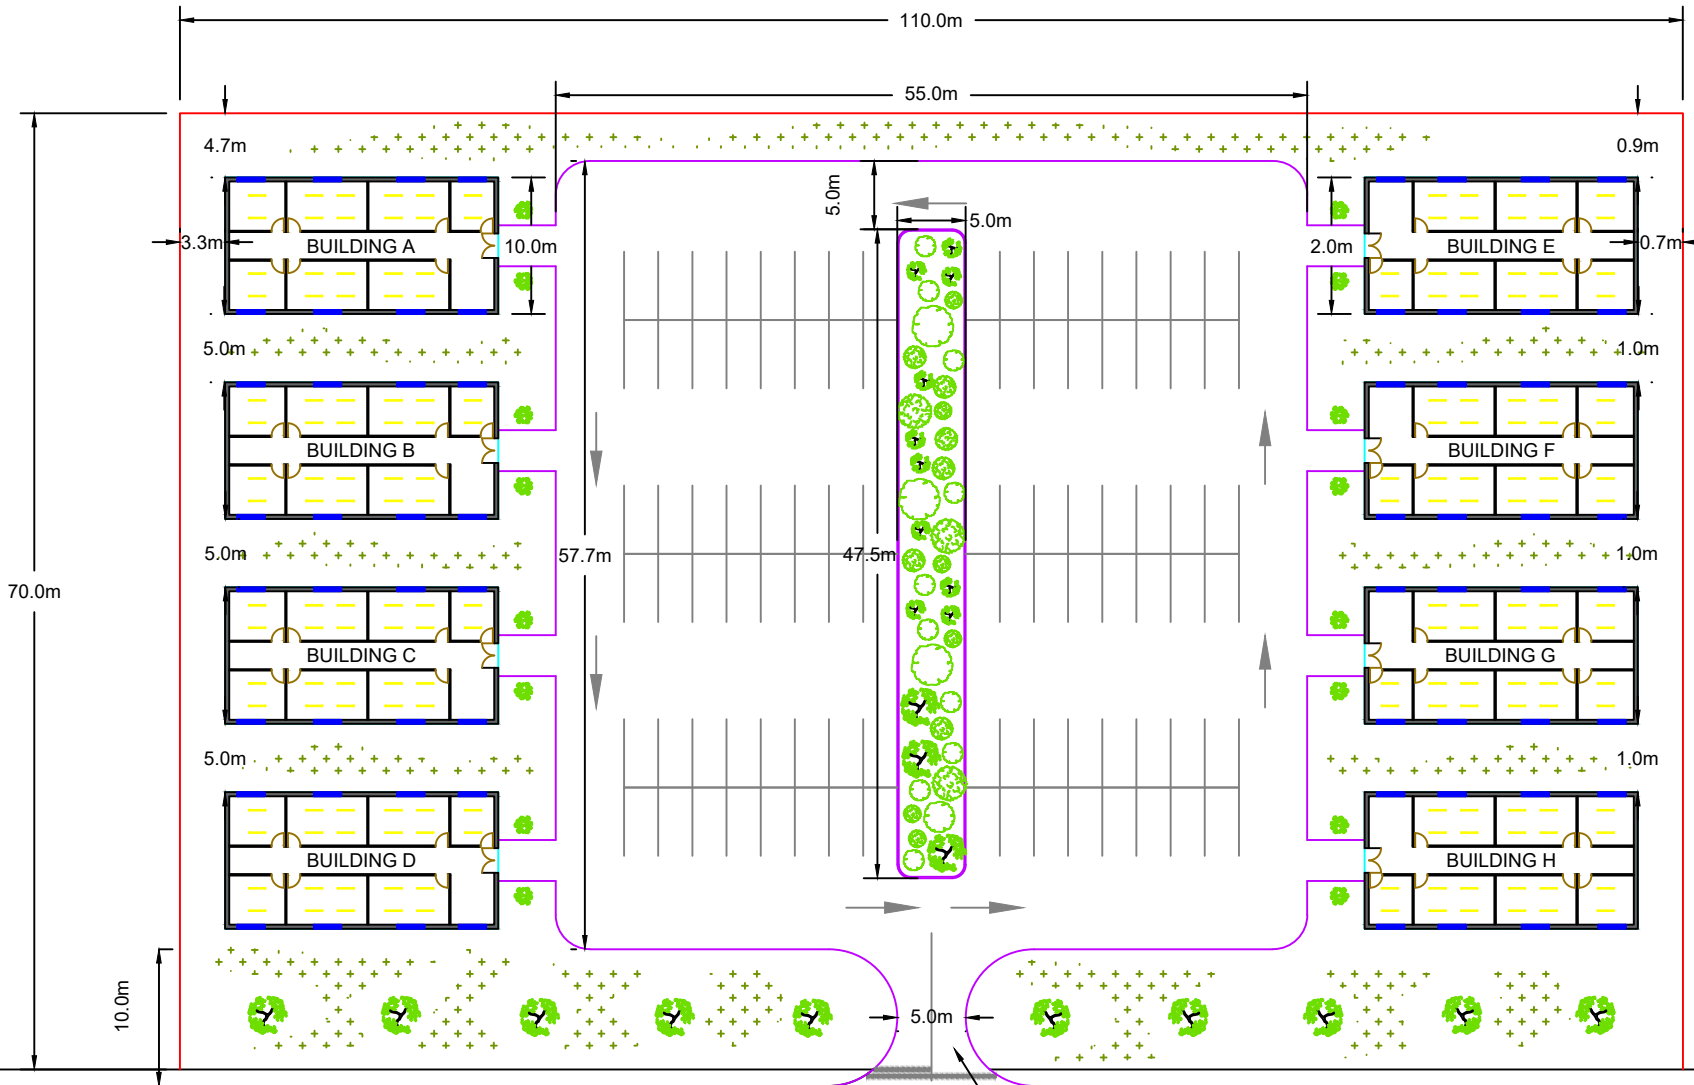 110.0m
55.0m
4.7m
0.9m
5.0m
5.0m
3.3m
BUILDING A
10.0m
2.0m
BUILDING E
0.7m
5.0m
1.0m
BUILDING B
BUILDING F
5.0m
57.7m
47.5m
1.0m
70.0m
BUILDING C
BUILDING G
5.0m
1.0m
BUILDING D
BUILDING H
10.0m
5.0m